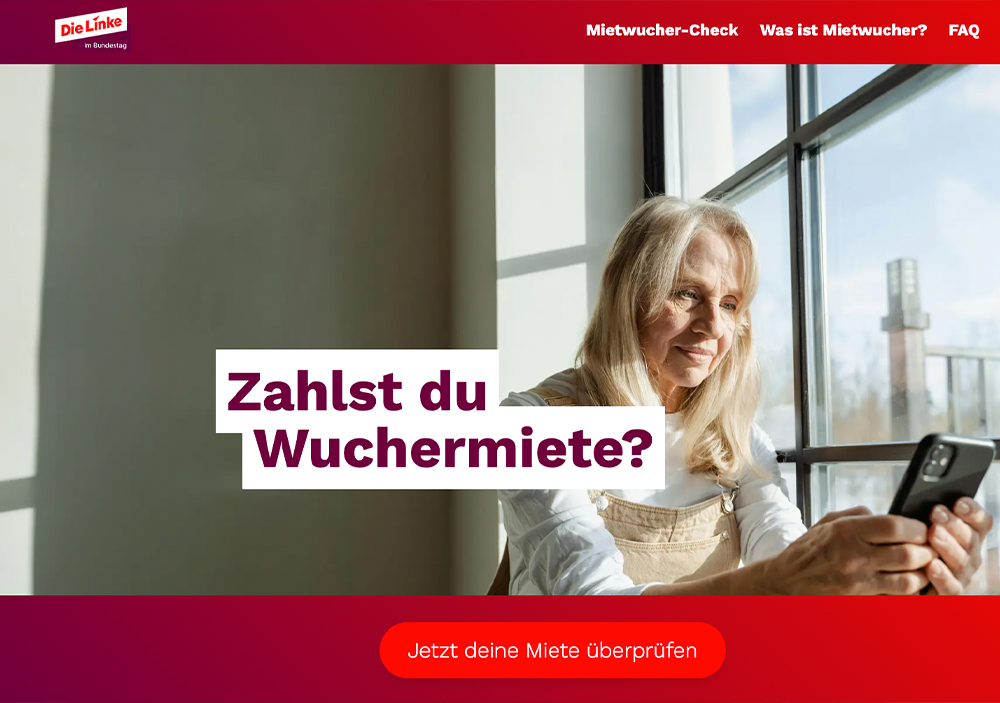 Die Linke
im Bundestag
Mietwucher-Check Was ist Mietwucher? FAQ
Zahlst du
Wuchermiete?
Jetzt deine Miete überprüfen